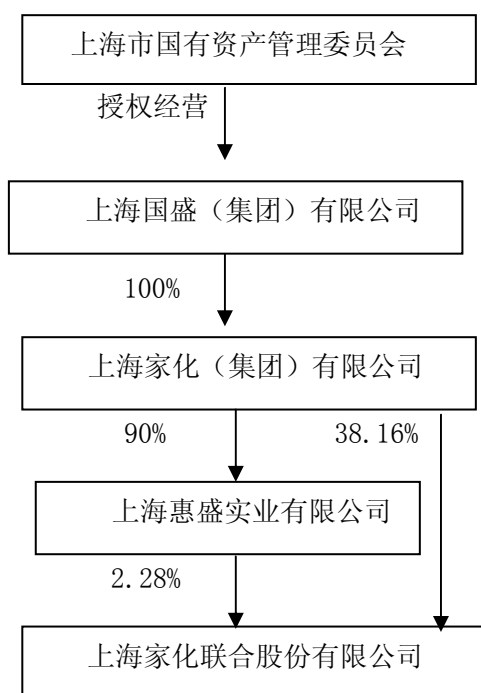 上海市国有资产管理委员会
授权经营
上海国盛（集团）有限公司
100%
上海家化（集团）有限公司
90%
38.16%
上海惠盛实业有限公司
2.28%
上海家化联合股份有限公司